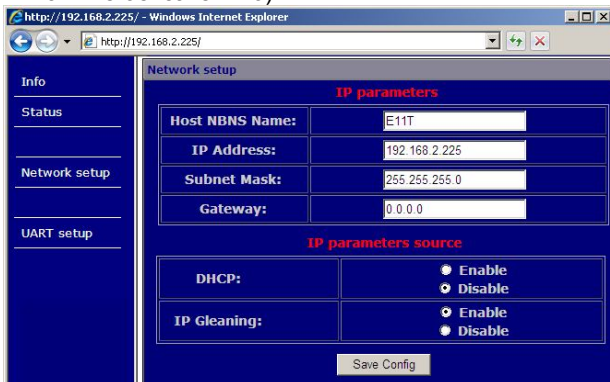 http://192.168.2.225/ - Windows Internet Explorer
http://192.168.2.225/
Info
Status
Network setup
UART setup
Network setup
IP parameters
Host NBNS Name: E11T
IP Address: 192.168.2.225
Subnet Mask: 255.255.255.0
Gateway: 0.0.0.0
IP parameters source
DHCP: Enable
Disable
IP Gleaning: Enable
Disable
Save Config